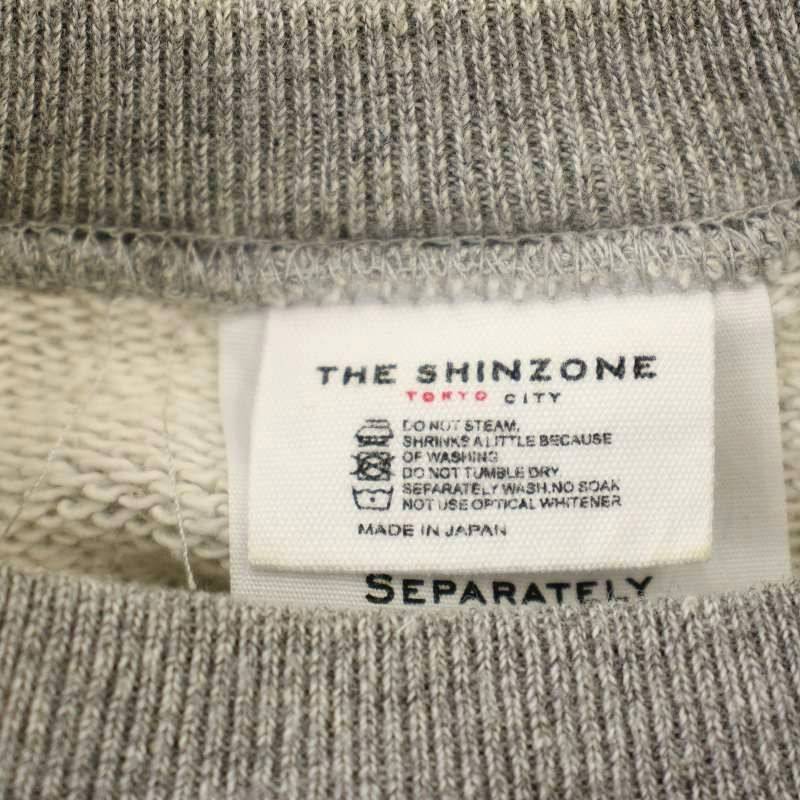 THE SHINZONE
TOKYO CITY
DO NOT STEAM.
SHRINKS A LITTLE BECAUSE
OF WASHING
DO NOT TUMBLE DRY
SEPARATELY WASH.NO SOAK
NOT USE OPTICAL WHITENER
MADE IN JAPAN
SEPARATELY